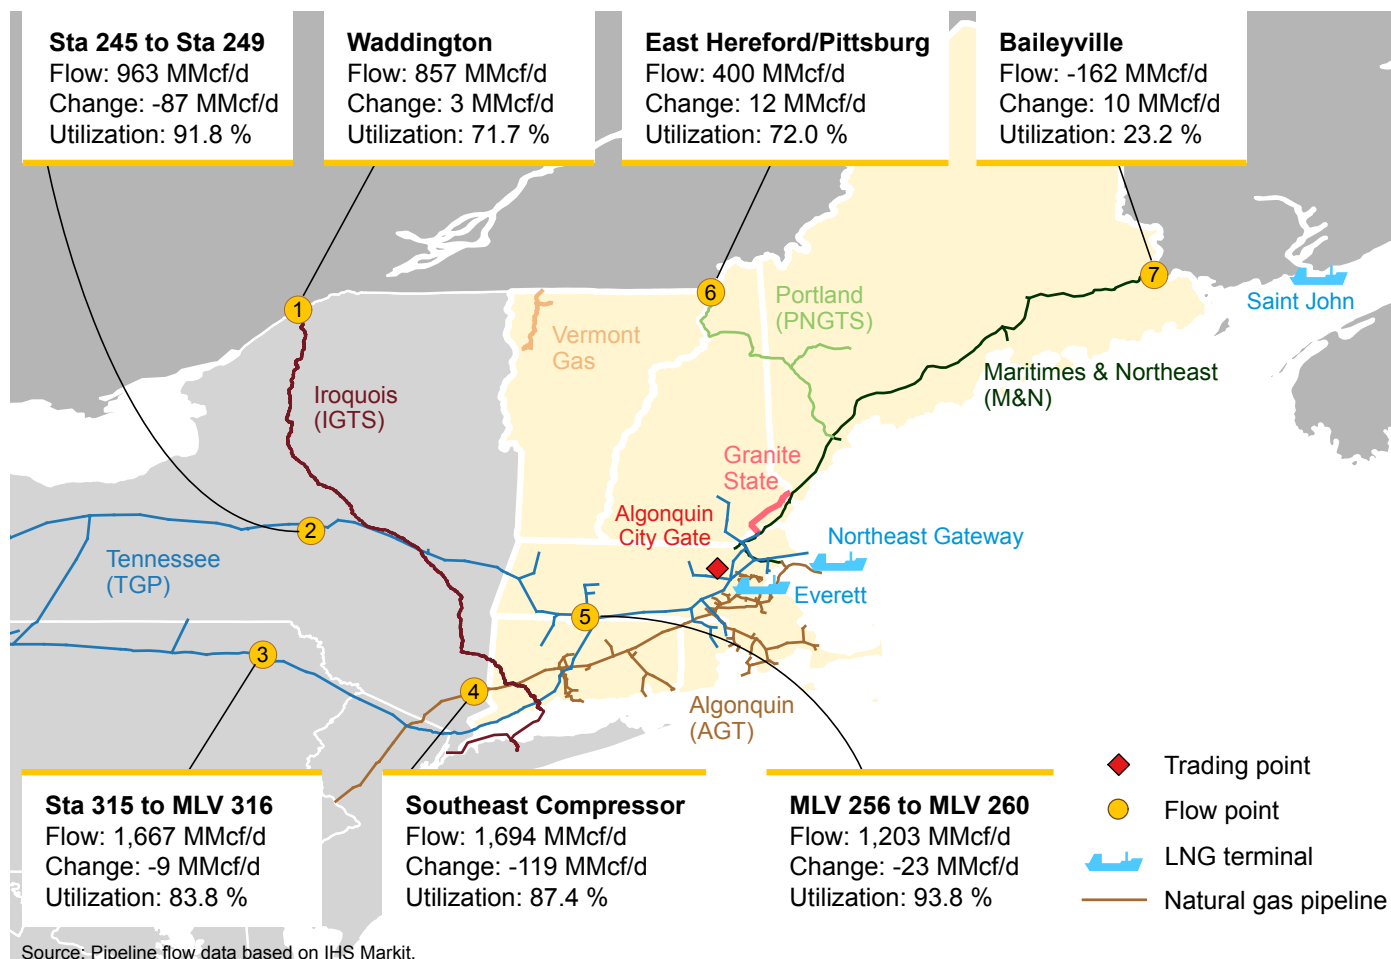 Sta 245 to Sta 249
Flow: 963 MMcf/d
Change: -87 MMcf/d
Utilization: 91.8 %
Waddington
Flow: 857 MMcf/d
Change: 3 MMcf/d
Utilization: 71.7 %
East Hereford/Pittsburg
Flow: 400 MMcf/d
Change: 12 MMcf/d
Utilization: 72.0 %
Baileyville
Flow: -162 MMcf/d
Change: 10 MMcf/d
Utilization: 23.2 %
1
6
7
Saint John
Portland
(PNGTS)
Vermont
Gas
Maritimes & Northeast
(M&N)
Iroquois
(IGTS)
Granite
State
Algonquin
City Gate
2
Northeast Gateway
Tennessee
(TGP)
Everett
5
3
4
Algonquin
(AGT)
Sta 315 to MLV 316
Flow: 1,667 MMcf/d
Change: -9 MMcf/d
Utilization: 83.8 %
Southeast Compressor
Flow: 1,694 MMcf/d
Change: -119 MMcf/d
Utilization: 87.4 %
MLV 256 to MLV 260
Flow: 1,203 MMcf/d
Change: -23 MMcf/d
Utilization: 93.8 %
Trading point
Flow point
LNG terminal
Natural gas pipeline
Source: Pipeline flow data based on IHS Markit.